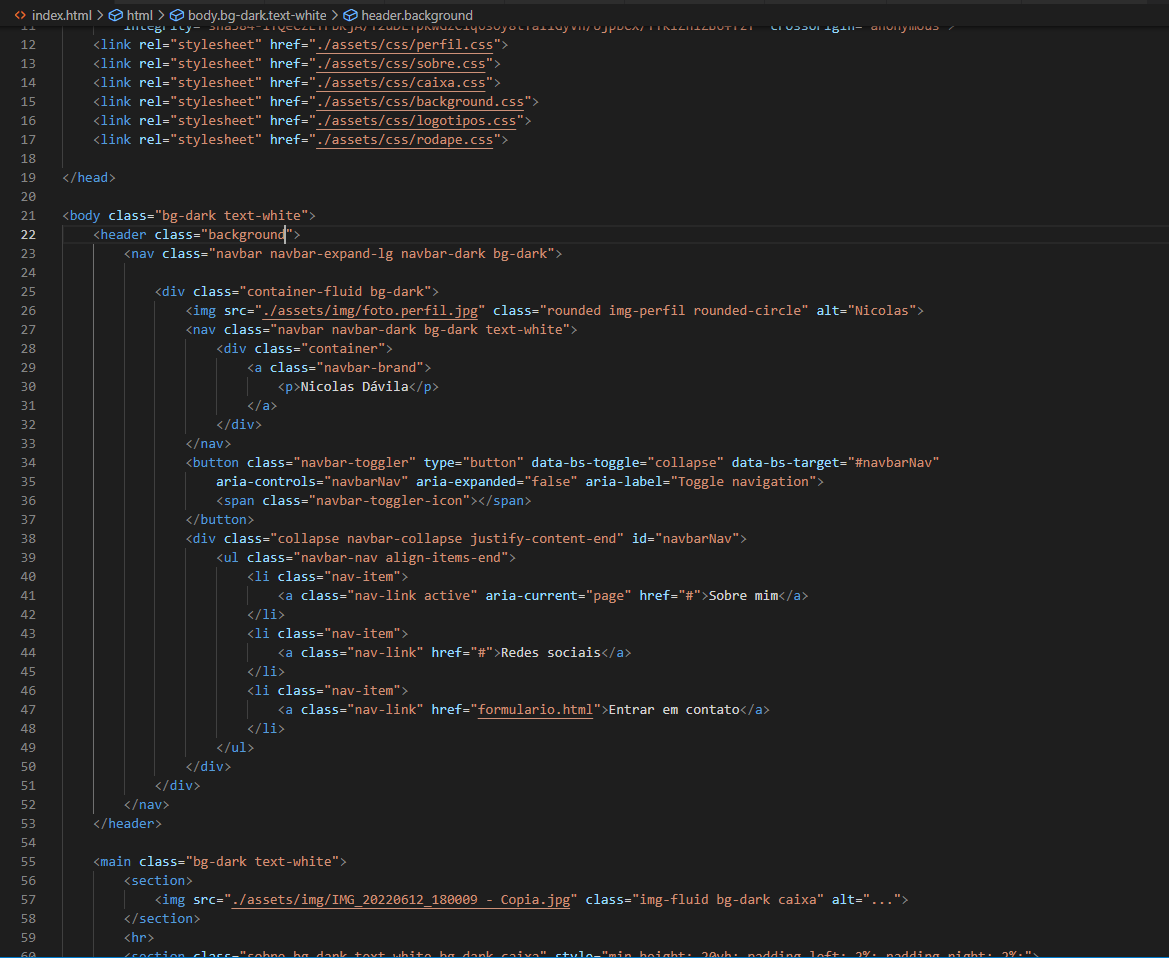 index.html > html > body.bg-dark.text-white > header.background
11 crossorigin="anonymous">
12 <link rel="stylesheet" href="./assets/css/perfil.css">
13 <link rel="stylesheet" href="./assets/css/sobre.css">
14 <link rel="stylesheet" href="./assets/css/caixa.css">
15 <link rel="stylesheet" href="./assets/css/background.css">
16 <link rel="stylesheet" href="./assets/css/logotipos.css">
17 <link rel="stylesheet" href="./assets/css/rodape.css">
18
19 </head>
20
21 <body class="bg-dark text-white">
22 <header class="background">
23 <nav class="navbar navbar-expand-lg navbar-dark bg-dark">
24
25 <div class="container-fluid bg-dark">
26 <img src="./assets/img/foto.perfil.jpg" class="rounded img-perfil rounded-circle" alt="Nicolas">
27 <nav class="navbar navbar-dark bg-dark text-white">
28 <div class="container">
29 <a class="navbar-brand">
30 <p>Nicolas Dávila</p>
31 </a>
32 </div>
33 </nav>
34 <button class="navbar-toggler" type="button" data-bs-toggle="collapse" data-bs-target="#navbarNav"
35 aria-controls="navbarNav" aria-expanded="false" aria-label="Toggle navigation">
36 <span class="navbar-toggler-icon"></span>
37 </button>
38 <div class="collapse navbar-collapse justify-content-end" id="navbarNav">
39 <ul class="navbar-nav align-items-end">
40 <li class="nav-item">
41 <a class="nav-link active" aria-current="page" href="#">Sobre mim</a>
42 </li>
43 <li class="nav-item">
44 <a class="nav-link" href="#">Redes sociais</a>
45 </li>
46 <li class="nav-item">
47 <a class="nav-link" href="formulario.html">Entrar em contato</a>
48 </li>
49 </ul>
50 </div>
51 </div>
52 </nav>
53 </header>
54
55 <main class="bg-dark text-white">
56 <section>
57 <img src="./assets/img/IMG_20220612_180009 - Copia.jpg" class="img-fluid bg-dark caixa" alt="...">
58 </section>
59 <hr>
60 <section class="sobre bg-dark text-white bg-dark caixa" style="min-height: 20vh; padding-left: 2%; padding-right: 2%;">